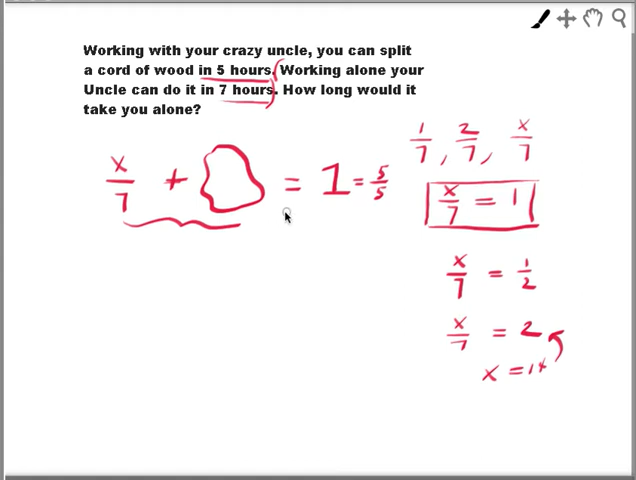 Working with your crazy uncle, you can split
a cord of wood in 5 hours. Working alone your
Uncle can do it in 7 hours. How long would it
take you alone?
1/7, 2/7, x/7
x/7 + = 1 = 5/5
x/7 = 1
x/7 = 1/2
x/7 = 2
x = 14